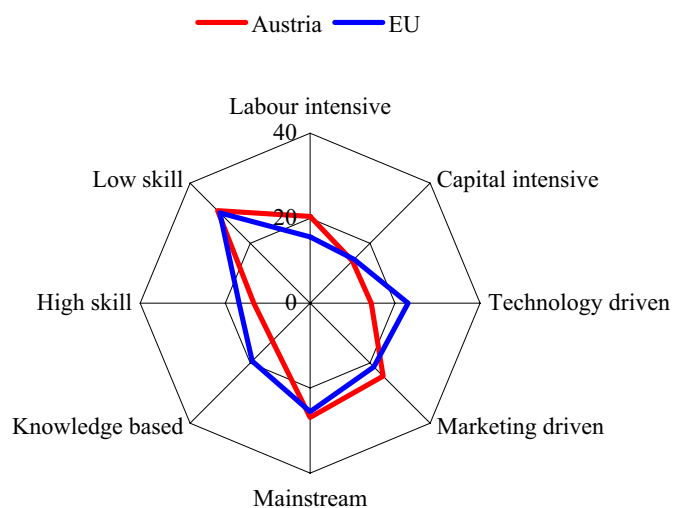 Austria EU
Labour intensive
40
Low skill
Capital intensive
20
High skill
0
Technology driven
Knowledge based
Marketing driven
Mainstream